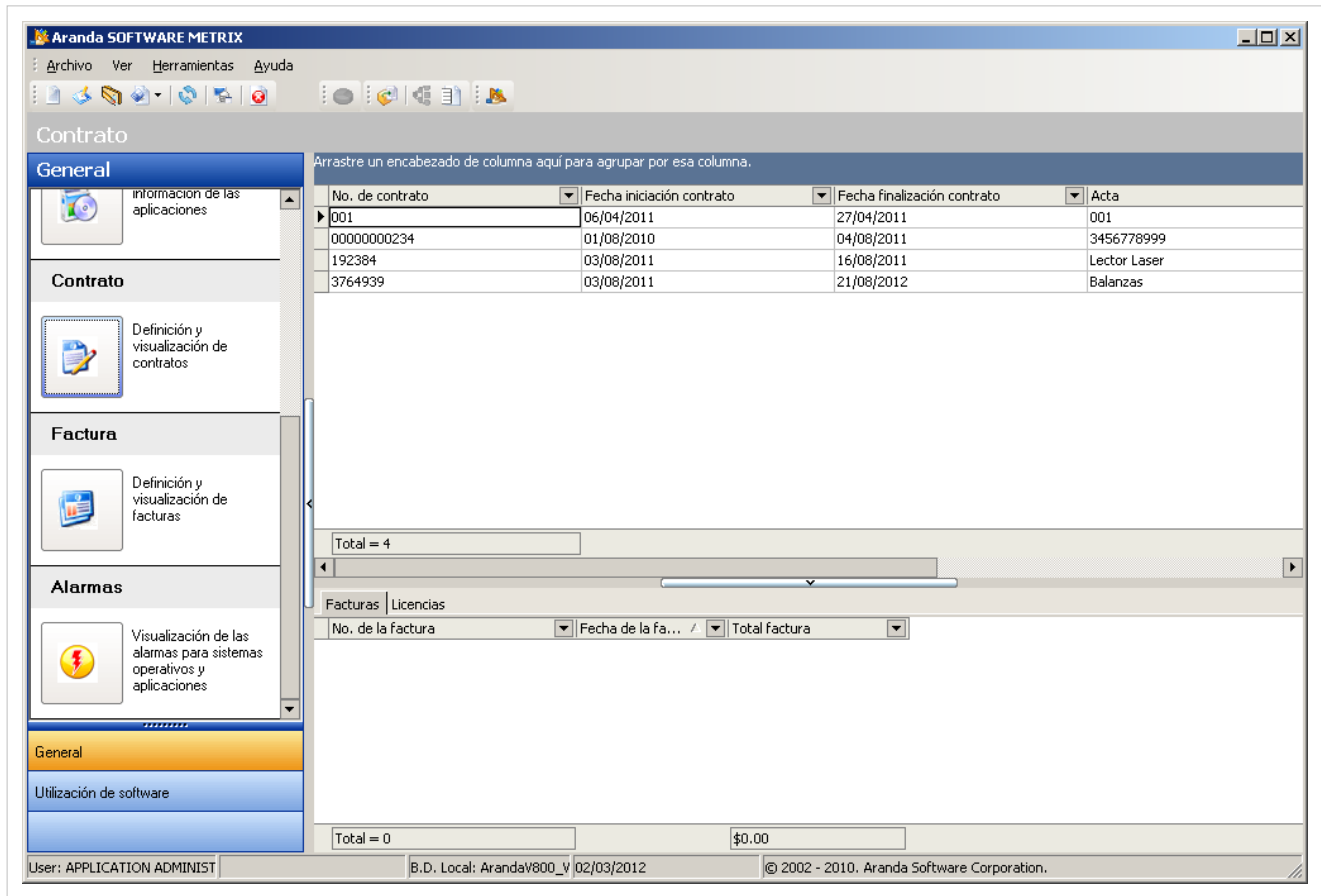 Aranda SOFTWARE METRIX
Archivo Ver Herramientas Ayuda
Contrato
General
información de las
aplicaciones
Contrato
Definición y
visualización de
contratos
Factura
Definición y
visualización de
facturas
Alarmas
Visualización de las
alarmas para sistemas
operativos y
aplicaciones
General
Utilización de software
Arrastre un encabezado de columna aquí para agrupar por esa columna.
No. de contrato Fecha iniciación contrato Fecha finalización contrato Acta
001 06/04/2011 27/04/2011 001
00000000234 01/08/2010 04/08/2011 3456778999
192384 03/08/2011 16/08/2011 Lector Laser
3764939 03/08/2011 21/08/2012 Balanzas
Total = 4
Facturas Licencias
No. de la factura Fecha de la fa... Total factura
Total = 0 $0.00
User: APPLICATION ADMINIST B.D. Local: ArandaV800_V 02/03/2012 © 2002 - 2010. Aranda Software Corporation.